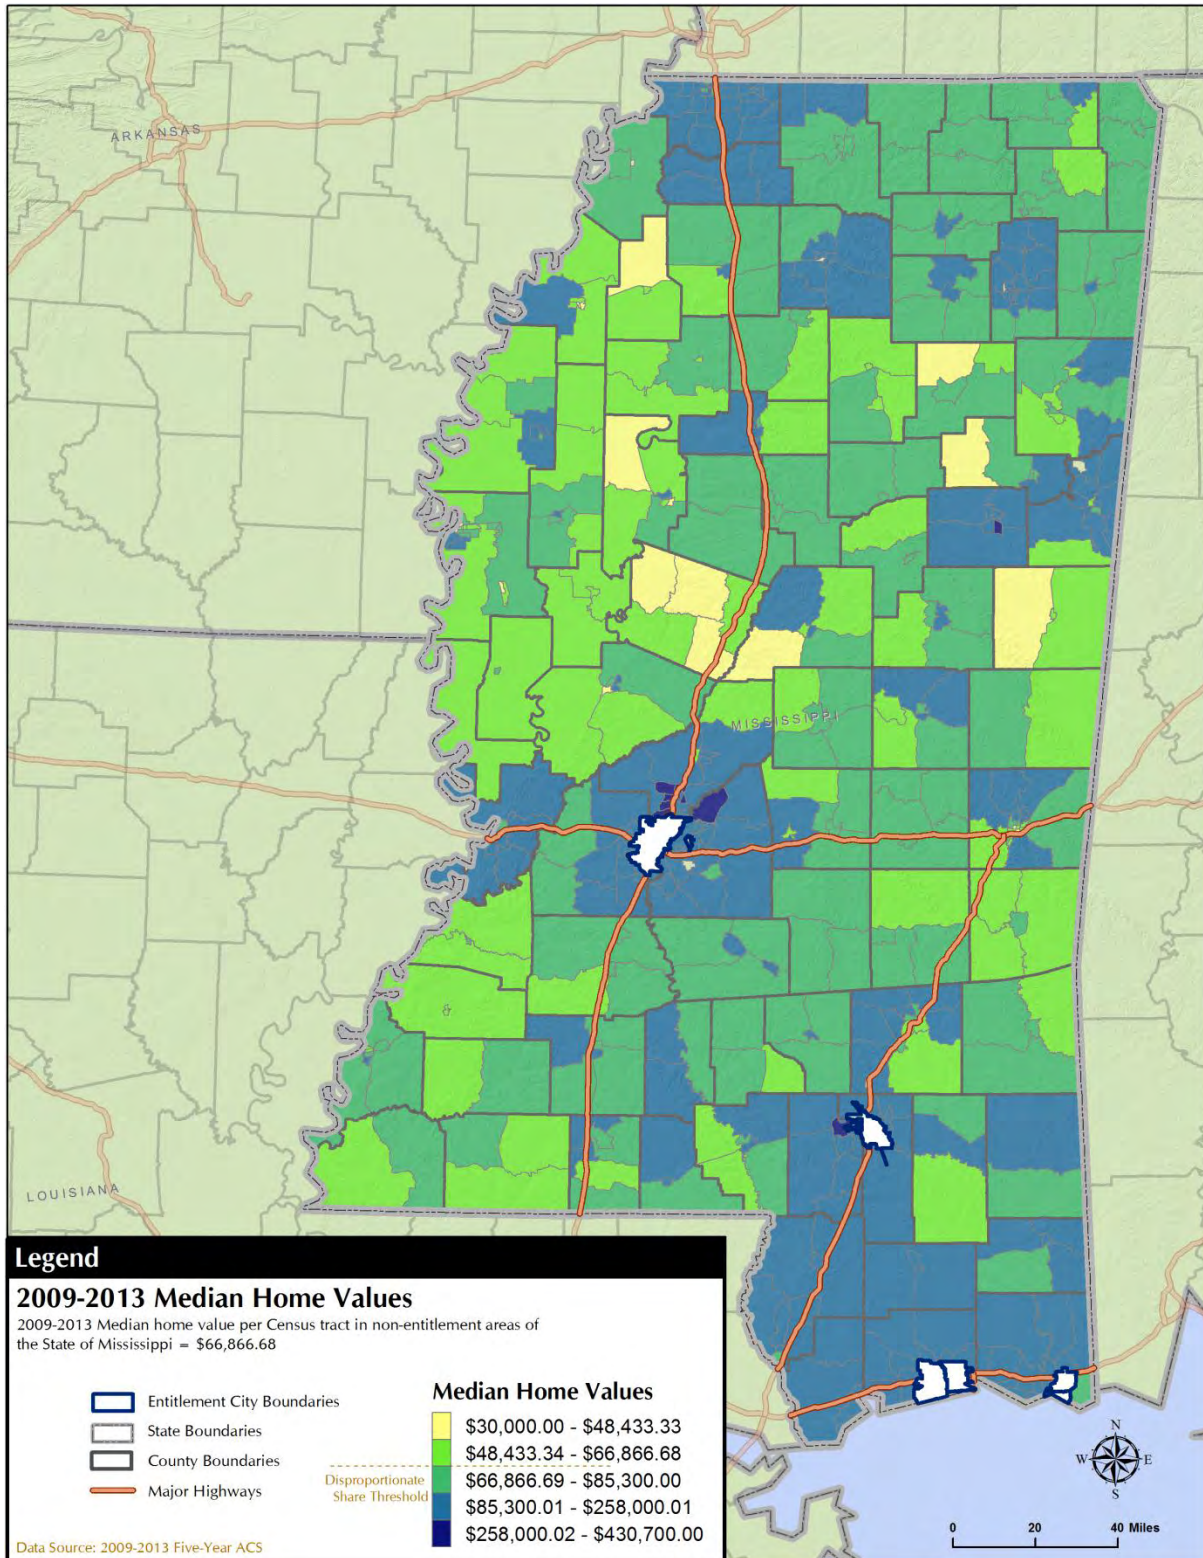 ARKANSAS
MISSISSIPPI
LOUISIANA
Legend
2009-2013 Median Home Values
2009-2013 Median home value per Census tract in non-entitlement areas of
the State of Mississippi = $66,866.68
Entitlement City Boundaries
State Boundaries
County Boundaries
Major Highways
Median Home Values
$30,000.00 - $48,433.33
$48,433.34 - $66,866.68
Disproportionate
Share Threshold
$66,866.69 - $85,300.00
$85,300.01 - $258,000.01
$258,000.02 - $430,700.00
Data Source: 2009-2013 Five-Year ACS
N
W E
S
0 20 40 Miles